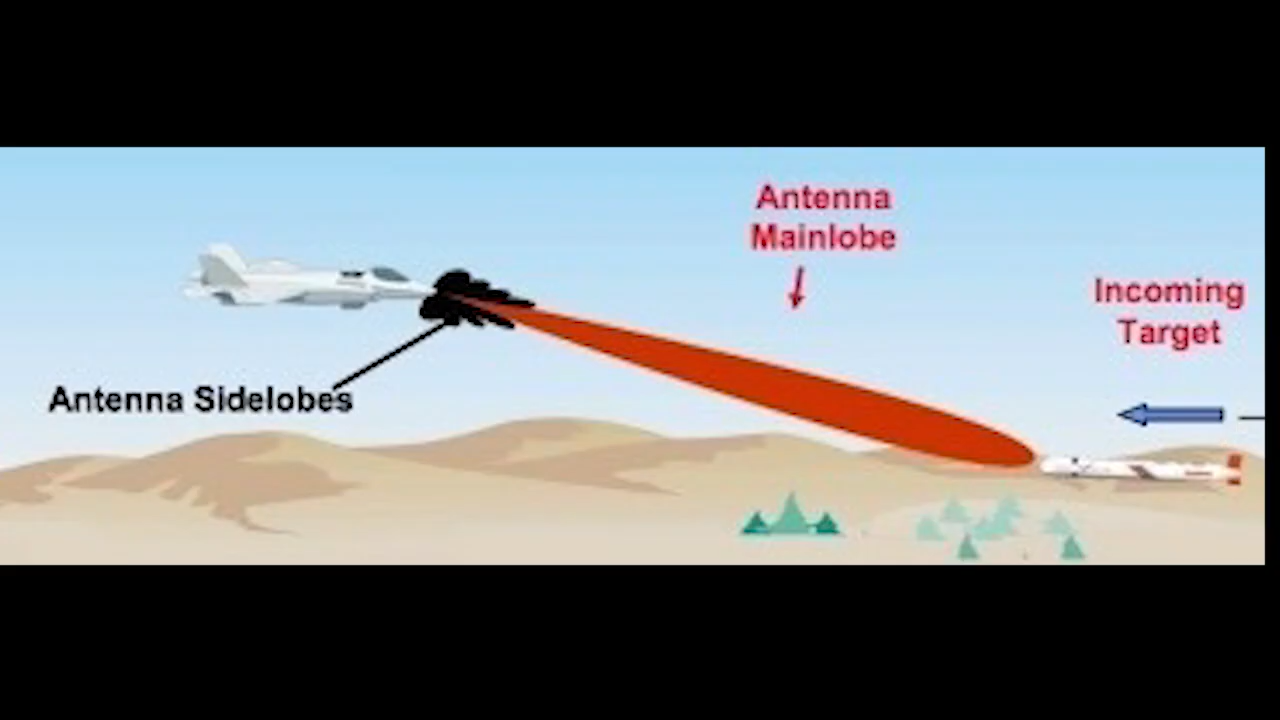 Antenna
Mainlobe
Incoming
Target
Antenna Sidelobes